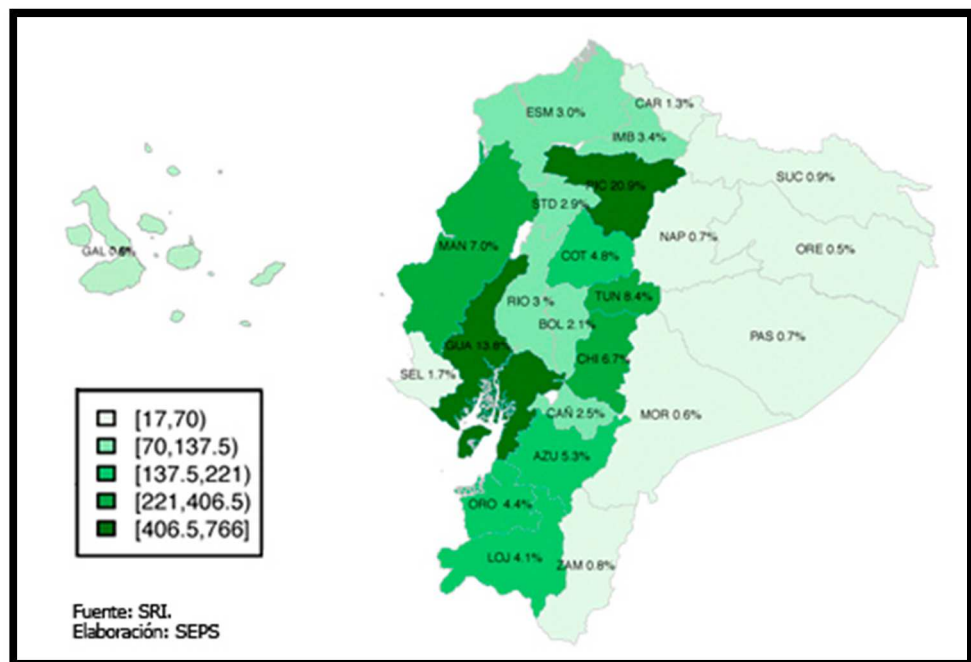 CAR 1.3%
ESM 3.0%
IMB 3.4%
SUC 0.9%
PIC 20.9%
STD 2.9%
NAP 0.7%
ORE 0.5%
MAN 7.0%
GAL
COT 4.8%
TUN 8.4%
RIO 3 %
BOL 2.1%
PAS 0.7%
GUA 13.8%
CHI 6.7%
SEL 1.7%
CAÑ 2.5%
MOR 0.6%
AZU 5.3%
ORO 4.4%
LOJ 4.1%
ZAM 0.8%
[17,70)
[70,137.5)
[137.5,221)
[221,406.5)
[406.5,766]
Fuente: SRI.
Elaboración: SEPS